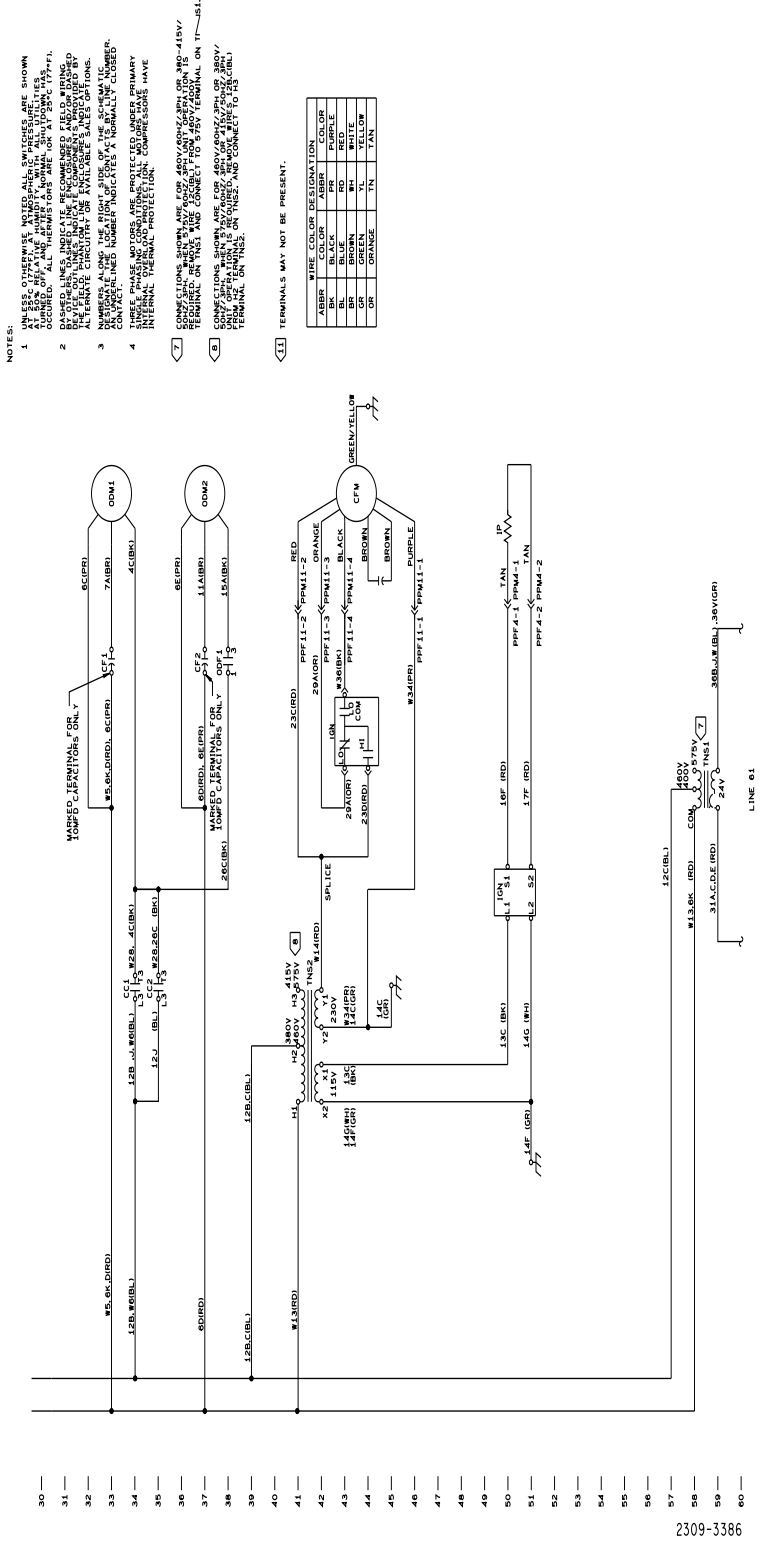 NOTES:
1 UNLESS OTHERWISE NOTED ALL SWITCHES ARE SHOWN
AT 25°C (77°F), AT ATMOSPHERIC PRESSURE,
AT 50% RELATIVE HUMIDITY, WITH ALL UTILITIES
TURNED OFF, AND AFTER A NORMAL SHUTDOWN HAS
OCCURED. ALL THERMISTORS ARE 10K AT 25°C (77°F).
2 DASHED LINES INDICATE RECOMMENDED FIELD WIRING
BY OTHERS. DASHED LINE ENCLOSURES AND/OR DASHED
DEVICE OUTLINES INDICATE COMPONENTS PROVIDED BY
THE FIELD. PHANTOM LINE ENCLOSURES INDICATE
ALTERNATE CIRCUITRY OR AVAILABLE SALES OPTIONS.
3 NUMBERS ALONG THE RIGHT SIDE OF THE SCHEMATIC
DESIGNATE THE LOCATION OF CONTACTS BY LINE NUMBER.
AN UNDERLINED NUMBER INDICATES A NORMALLY CLOSED
CONTACT.
4 THREE PHASE MOTORS ARE PROTECTED UNDER PRIMARY
SINGLE PHASING CONDITIONS. ALL MOTORS HAVE
INTERNAL OVERLOAD PROTECTION. COMPRESSORS HAVE
INTERNAL THERMAL PROTECTION.
7 CONNECTIONS SHOWN ARE FOR 460V/60HZ/3PH OR 380-415V/
50HZ/3PH. WHEN 575V/60HZ/3PH UNIT OPERATION IS
REQUIRED, REMOVE WIRE 12C(BL) FROM 460V/400V
TERMINAL ON TNS1 AND CONNECT TO 575V TERMINAL ON
8 CONNECTIONS SHOWN ARE FOR 460V/60HZ/3PH OR 380V/
50HZ/3PH. WHEN 575V/60HZ/3PH OR 415V/50HZ/3PH
UNIT OPERATION IS REQUIRED, REMOVE WIRES 12B,C(BL)
FROM H2 TERMINAL ON TNS2, AND CONNECT TO H3
TERMINAL ON TNS2.
11 TERMINALS MAY NOT BE PRESENT.
WIRE COLOR DESIGNATION
ABBR COLOR ABBR COLOR
BK BLACK PR PURPLE
BL BLUE RD RED
BR BROWN WH WHITE
GR GREEN YL YELLOW
OR ORANGE TN TAN
30
31
32 6C(PR)
ODM1
MARKED TERMINAL FOR
10MFD CAPACITORS ONLY
33 W5,6K,D(RD) W5,6K,D(RD), 6C(PR) CF1 7A(BR)
34 12B,W6(BL) 12B,J,W6(BL) CC1 L3 T3 W28, 4C(BK) 4C(BK)
35 12J (BL) CC2 L3 T3 W28,26C (BK)
36 6E(PR)
ODM2
37 6D(RD) 6D(RD), 6E(PR) CF2 11A(BR)
MARKED TERMINAL FOR
10MFD CAPACITORS ONLY
38 26C(BK) ODF1 1 3 15A(BK)
39 12B,C(BL) 12B,C(BL)
40 380V 415V 8
41 W13(RD) H1 H2 460V H3 575V 23C(RD) PPF11-2 PPM11-2 RED
TNS2
42 X2 X1 Y2 Y1 W14(RD) SPLICE 29A(OR) PPF11-3 PPM11-3 ORANGE
115V 230V
43 14G(WH) 13C (BK) W34(PR) 29A(OR) IGN LO LO COM W36(BK) PPF11-4 PPM11-4 BLACK
14F(GR) 14C(GR)
CFM
GREEN/YELLOW
44 23D(RD) HI BROWN
45 14C (GR) BROWN
46 W34(PR) PPF11-1 PPM11-1 PURPLE
47
48
49
50 13C (BK) L1 IGN S1 16F (RD) PPF4-1 PPM4-1 TAN IP
51 14F (GR) 14G (WH) L2 S2 17F (RD) PPF4-2 PPM4-2 TAN
52
53
54
55
56
57 12C(BL) 460V
400V
58 W13,6K (RD) COM 575V 7
TNS1
59 31A,C,D,E (RD) 24V 36B,J,W (BL),36V(GR)
60
LINE 61
2309-3386